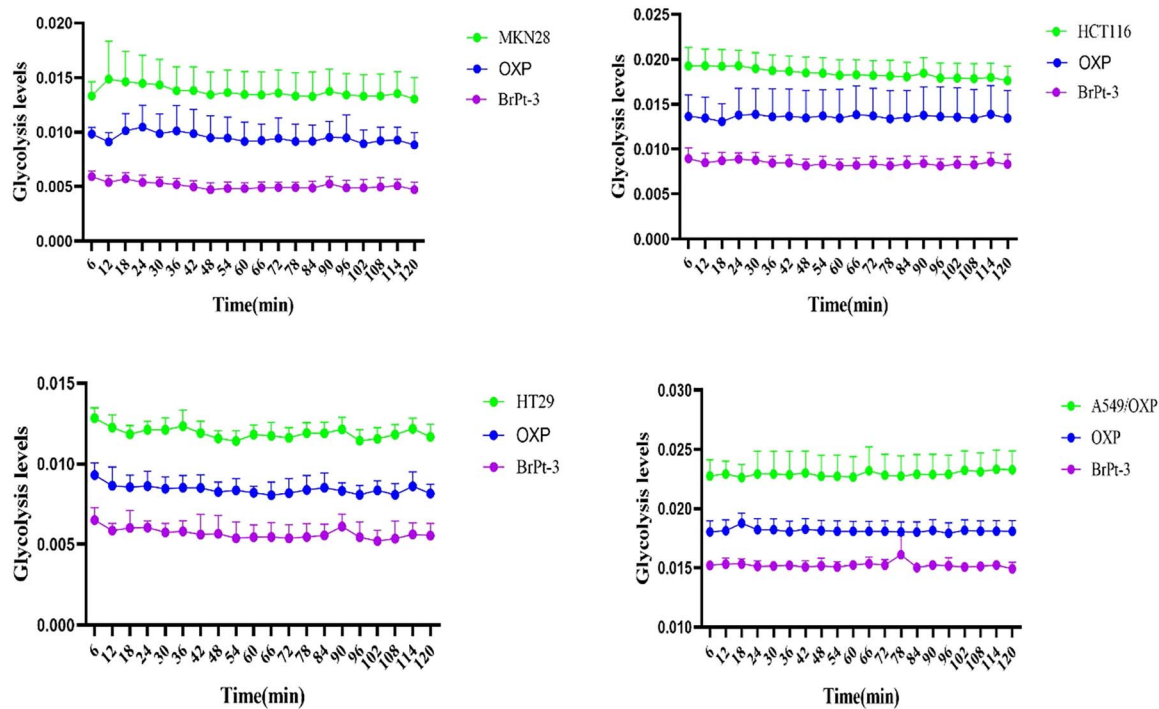 0.020
0.015
0.010
0.005
0.000
Glycolysis levels
MKN28
OXP
BrPt-3
6 12 18 24 30 36 42 48 54 60 66 72 78 84 90 96 102 108 114 120
Time(min)
0.025
0.020
0.015
0.010
0.005
0.000
Glycolysis levels
HCT116
OXP
BrPt-3
6 12 18 24 30 36 42 48 54 60 66 72 78 84 90 96 102 108 114 120
Time(min)
0.015
0.010
0.005
0.000
Glycolysis levels
HT29
OXP
BrPt-3
6 12 18 24 30 36 42 48 54 60 66 72 78 84 90 96 102 108 114 120
Time(min)
0.030
0.025
0.020
0.015
0.010
Glycolysis levels
A549/OXP
OXP
BrPt-3
6 12 18 24 30 36 42 48 54 60 66 72 78 84 90 96 102 108 114 120
Time(min)